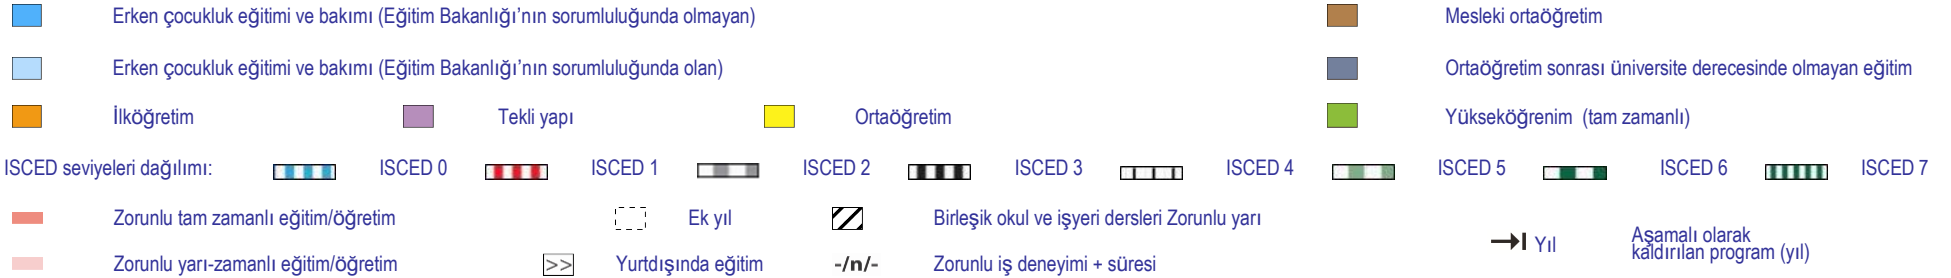 Erken çocukluk eğitimi ve bakımı (Eğitim Bakanlığı’nın sorumluluğunda olmayan) Mesleki ortaöğretim
Erken çocukluk eğitimi ve bakımı (Eğitim Bakanlığı’nın sorumluluğunda olan) Ortaöğretim sonrası üniversite derecesinde olmayan eğitim
İlköğretim Tekli yapı Ortaöğretim Yükseköğrenim (tam zamanlı)
ISCED seviyeleri dağılımı: ISCED 0 ISCED 1 ISCED 2 ISCED 3 ISCED 4 ISCED 5 ISCED 6 ISCED 7
Zorunlu tam zamanlı eğitim/öğretim Ek yıl Birleşik okul ve işyeri dersleri Zorunlu yarı
Yıl Aşamalı olarak
kaldırılan program (yıl)
Zorunlu yarı-zamanlı eğitim/öğretim >> Yurtdışında eğitim -/n/- Zorunlu iş deneyimi + süresi